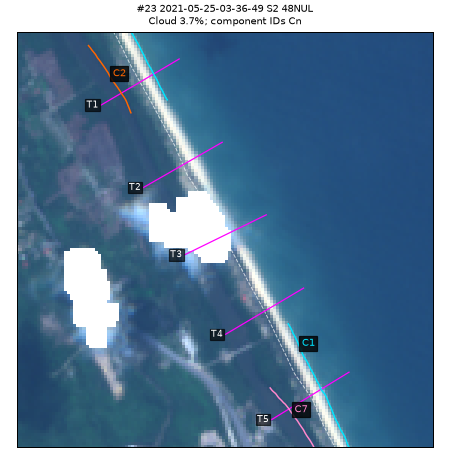 #23 2021-05-25-03-36-49 S2 48NUL
Cloud 3.7%; component IDs Cn
C2
T1
T2
T3
T4
C1
C7
T5